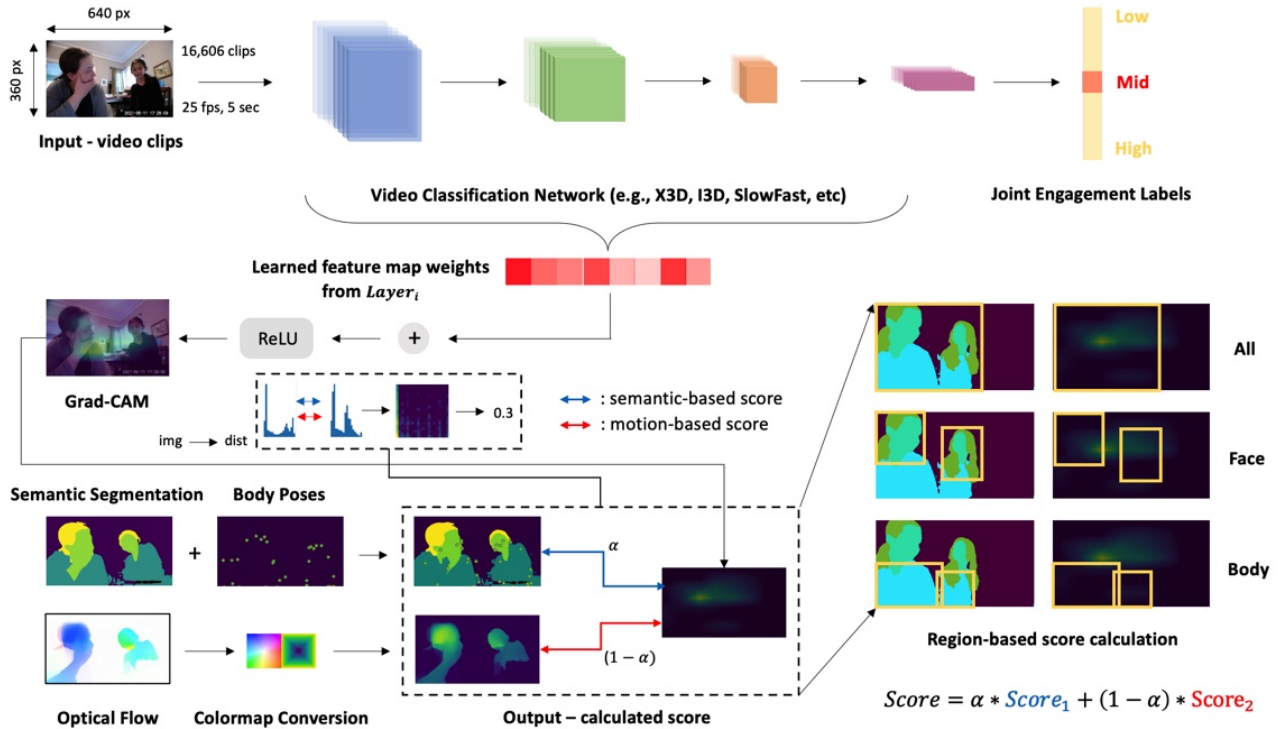 640 px
360 px
16,606 clips
25 fps, 5 sec
Input - video clips
Low
Mid
High
Video Classification Network (e.g., X3D, I3D, SlowFast, etc)
Joint Engagement Labels
Learned feature map weights
from Layerᵢ
ReLU
+
Grad-CAM
img
dist
0.3
: semantic-based score
: motion-based score
Semantic Segmentation
Body Poses
+
α
(1 − α)
Optical Flow
Colormap Conversion
Output – calculated score
All
Face
Body
Region-based score calculation
Score = α * Score₁ + (1 − α) * Score₂